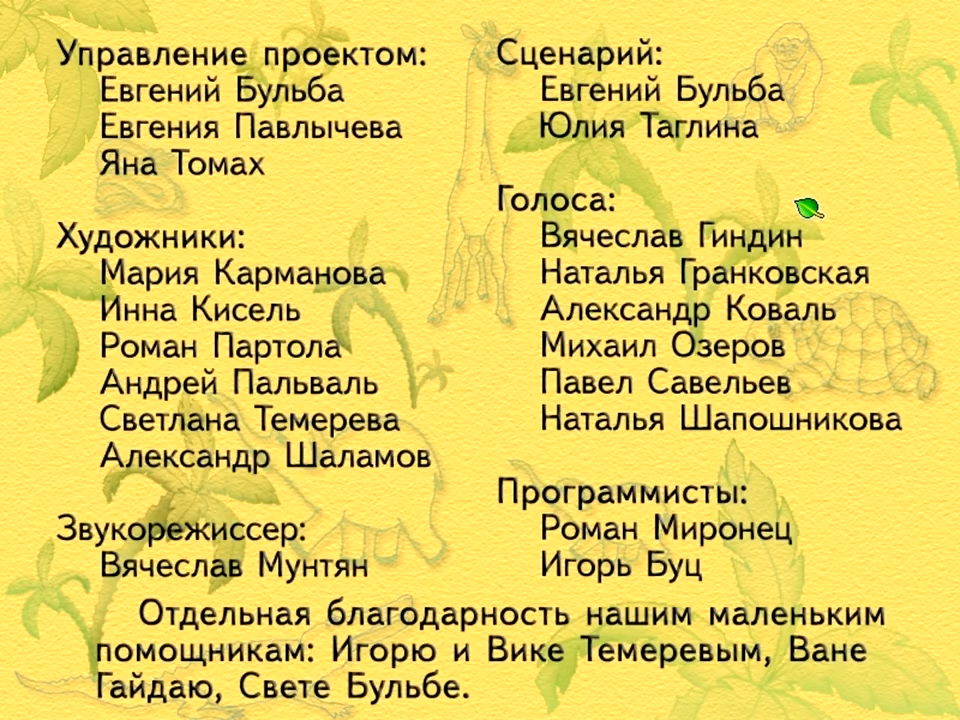 Управление проектом:
Евгений Бульба
Евгения Павлычева
Яна Томах
Художники:
Мария Карманова
Инна Кисель
Роман Партола
Андрей Пальваль
Светлана Темерева
Александр Шаламов
Звукорежиссер:
Вячеслав Мунтян
Сценарий:
Евгений Бульба
Юлия Таглина
Голоса:
Вячеслав Гиндин
Наталья Гранковская
Александр Коваль
Михаил Озеров
Павел Савельев
Наталья Шапошникова
Программисты:
Роман Миронец
Игорь Буц
Отдельная благодарность нашим маленьким
помощникам: Игорю и Вике Темеревым, Ване
Гайдаю, Свете Бульбе.